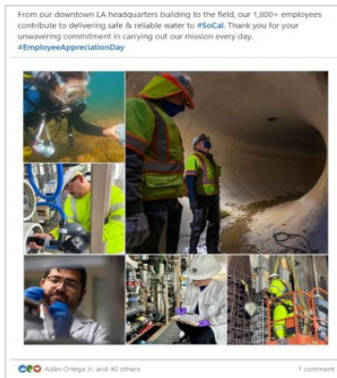 From our downtown LA headquarters building to the field, our 1,800+ employees
contribute to delivering safe & reliable water to #SoCal. Thank you for your
unwavering commitment in carrying out our mission every day.
#EmployeeAppreciationDay
Adán Ortega Jr. and 40 others
1 comment